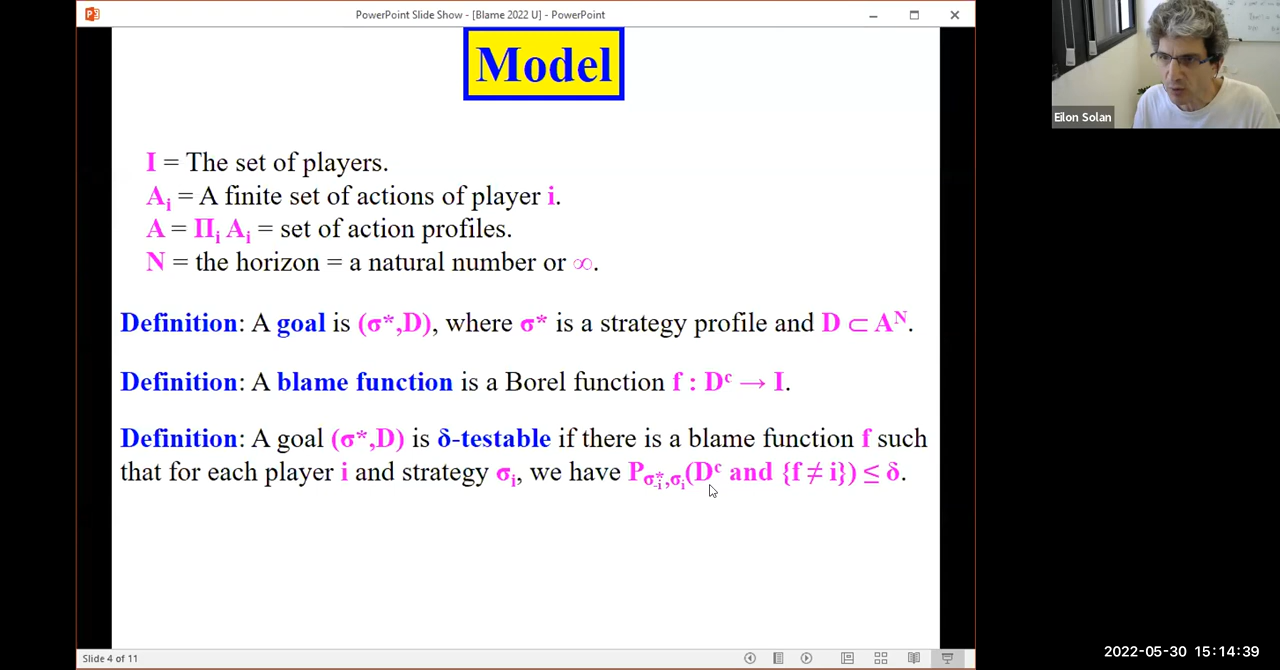 PowerPoint Slide Show - [Blame 2022 U] - PowerPoint
Model
I = The set of players.
Aᵢ = A finite set of actions of player i.
A = Πᵢ Aᵢ = set of action profiles.
N = the horizon = a natural number or ∞.
Definition: A goal is (σ*,D), where σ* is a strategy profile and D ⊂ Aᴺ.
Definition: A blame function is a Borel function f : Dᶜ → I.
Definition: A goal (σ*,D) is δ-testable if there is a blame function f such
that for each player i and strategy σᵢ, we have P_{σ*₋ᵢ,σᵢ}(Dᶜ and {f ≠ i}) ≤ δ.
Slide 4 of 11
Eilon Solan
2022-05-30 15:14:39